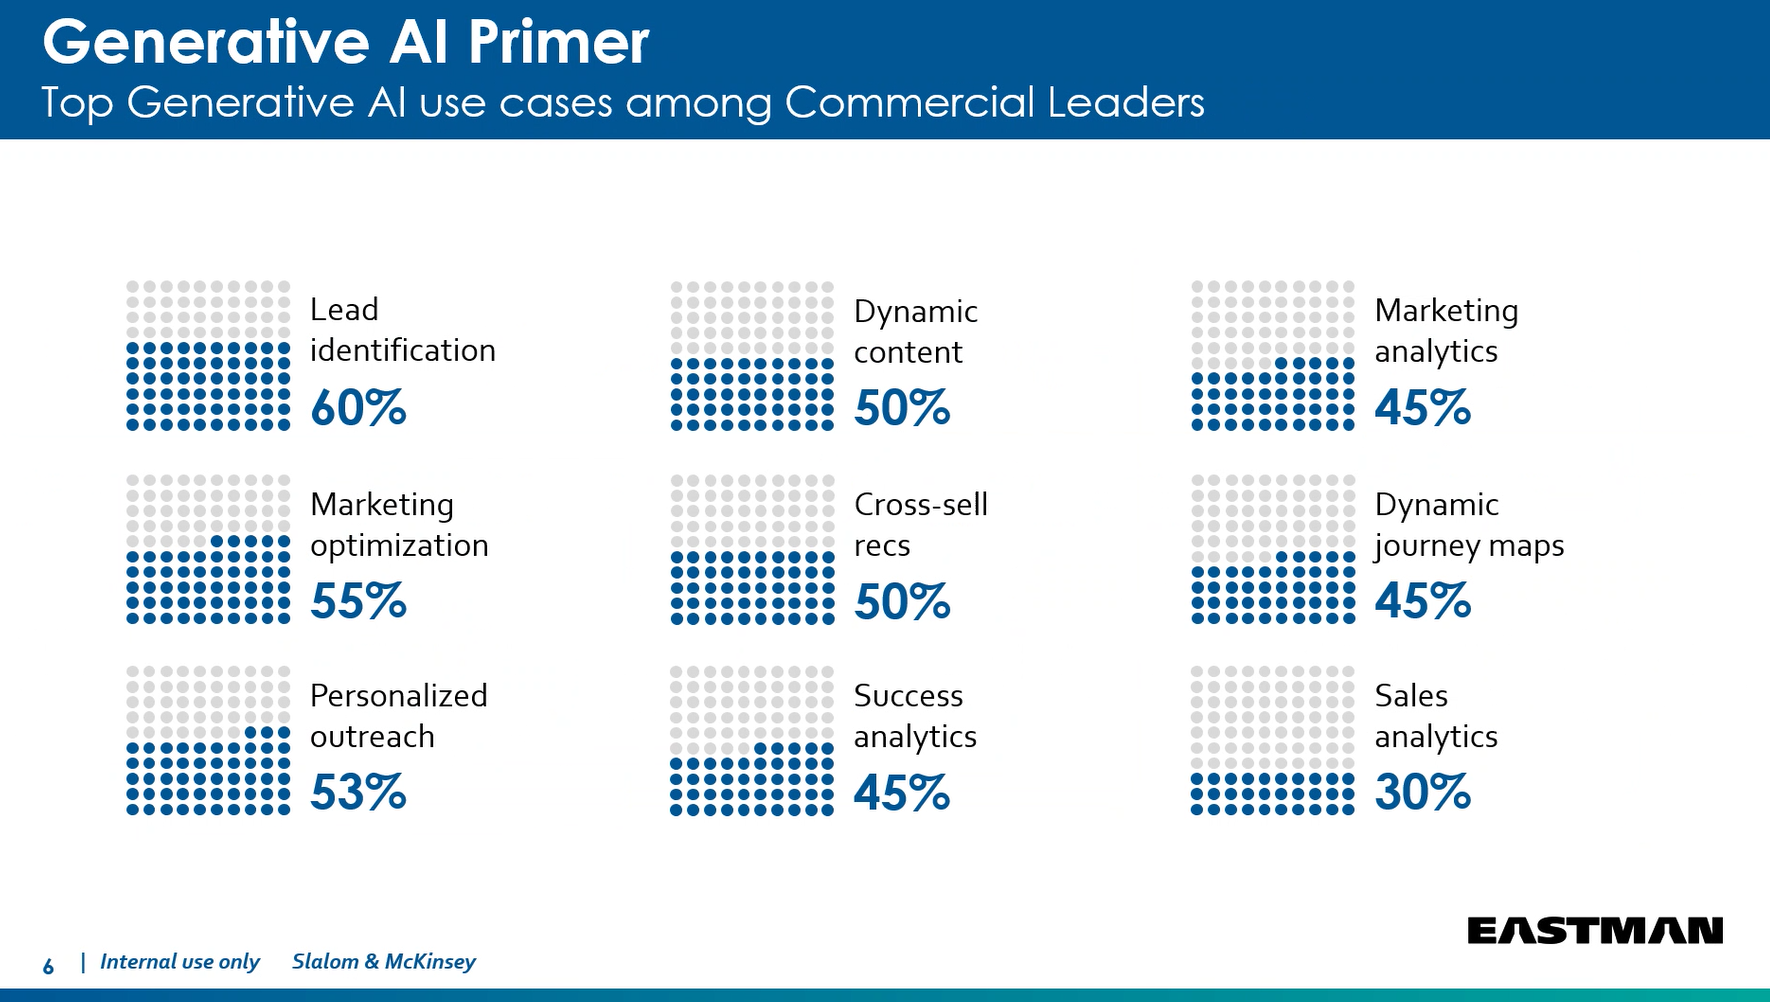 Generative AI Primer
Top Generative AI use cases among Commercial Leaders
Lead
identification
60%
Dynamic
content
50%
Marketing
analytics
45%
Marketing
optimization
55%
Cross-sell
recs
50%
Dynamic
journey maps
45%
Personalized
outreach
53%
Success
analytics
45%
Sales
analytics
30%
EASTMAN
6 | Internal use only Slalom & McKinsey